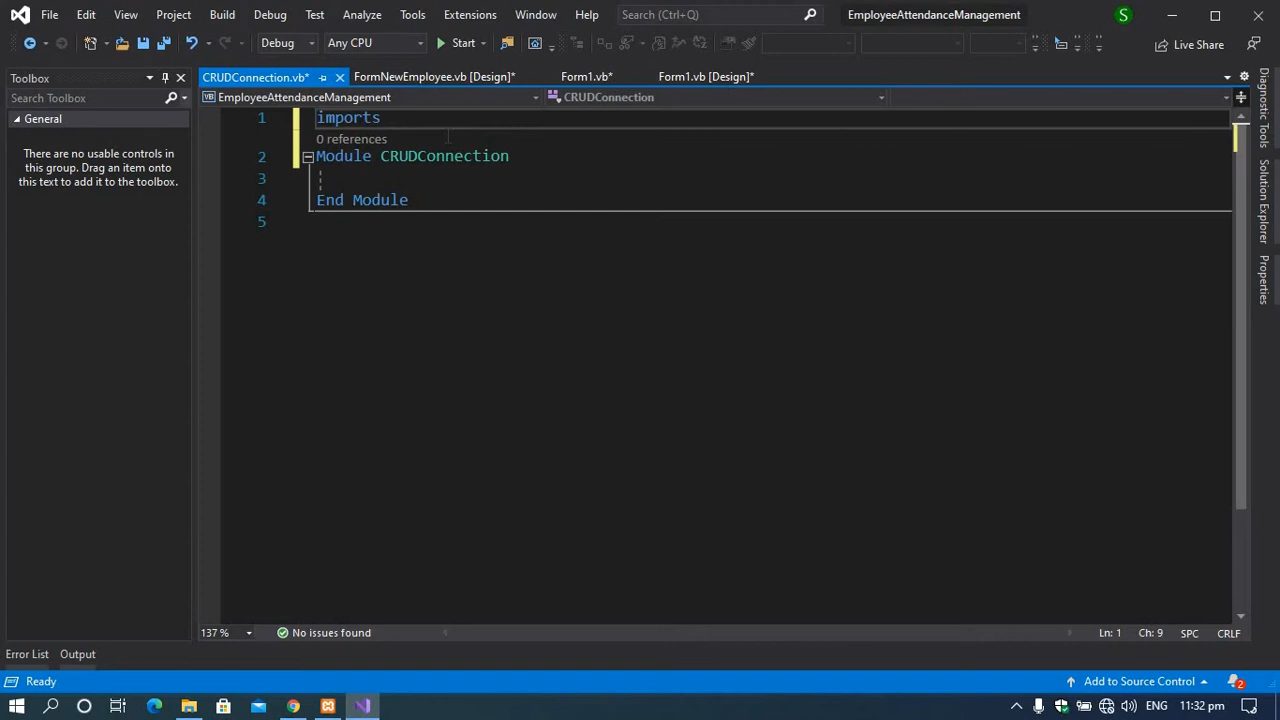 File Edit View Project Build Debug Test Analyze Tools Extensions Window Help Search (Ctrl+Q) EmployeeAttendanceManagement S
Debug Any CPU Start Live Share
Toolbox CRUDConnection.vb* FormNewEmployee.vb [Design]* Form1.vb* Form1.vb [Design]*
Search Toolbox EmployeeAttendanceManagement CRUDConnection
General
There are no usable controls in
this group. Drag an item onto
this text to add it to the toolbox.
1 imports
0 references
2 Module CRUDConnection
3
4 End Module
5
Diagnostic Tools
Solution Explorer
Properties
137 % No issues found Ln: 1 Ch: 9 SPC CRLF
Error List Output
Ready Add to Source Control 2
ENG 11:32 pm